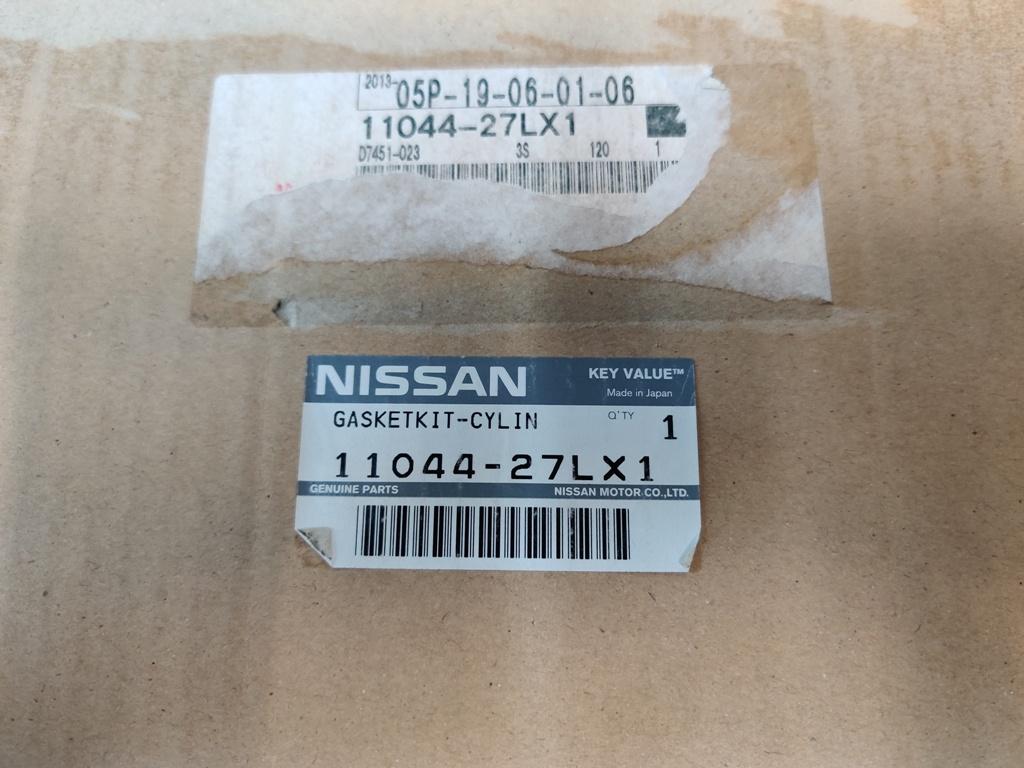 2013-05P-19-06-01-06
11044-27LX1
D7451-023 3S 120 1
NISSAN KEY VALUE™
Made in Japan
GASKETKIT-CYLIN Q'TY 1
11044-27LX1
GENUINE PARTS NISSAN MOTOR CO.,LTD.